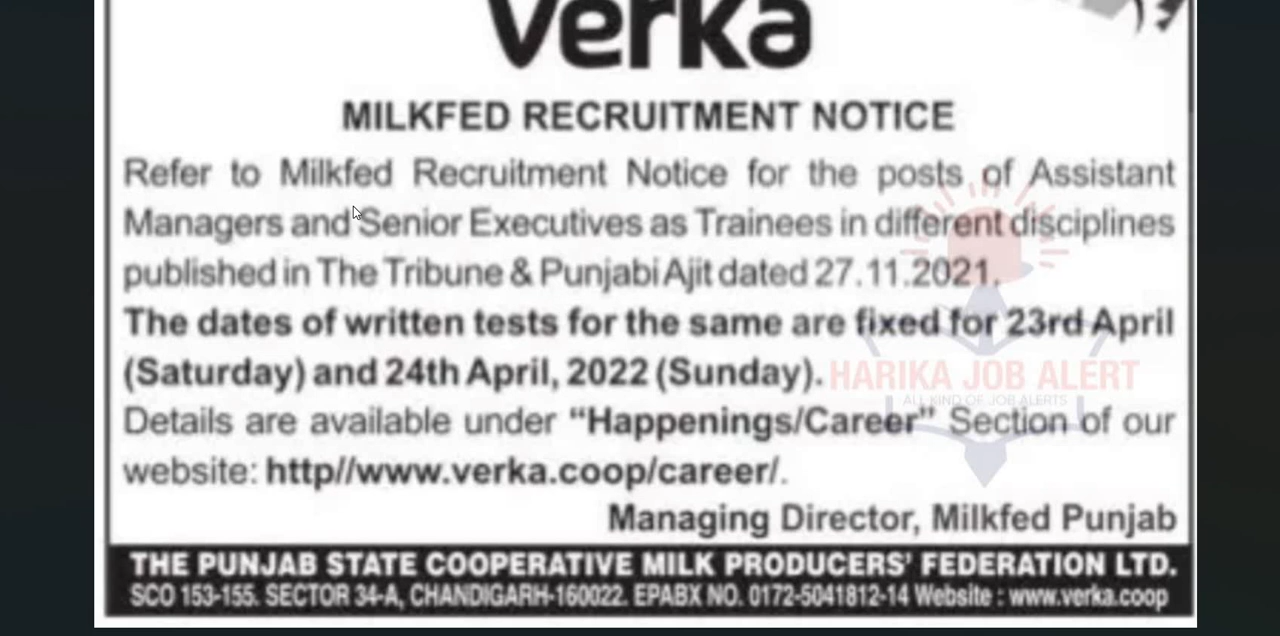 verka
MILKFED RECRUITMENT NOTICE
Refer to Milkfed Recruitment Notice for the posts of Assistant
Managers and Senior Executives as Trainees in different disciplines
published in The Tribune & Punjabi Ajit dated 27.11.2021.
The dates of written tests for the same are fixed for 23rd April
(Saturday) and 24th April, 2022 (Sunday).
HARIKA JOB ALERT
ALL KIND OF JOB ALERTS
Details are available under “Happenings/Career” Section of our
website: http//www.verka.coop/career/.
Managing Director, Milkfed Punjab
THE PUNJAB STATE COOPERATIVE MILK PRODUCERS’ FEDERATION LTD.
SCO 153-155. SECTOR 34-A, CHANDIGARH-160022. EPABX NO. 0172-5041812-14 Website : www.verka.coop